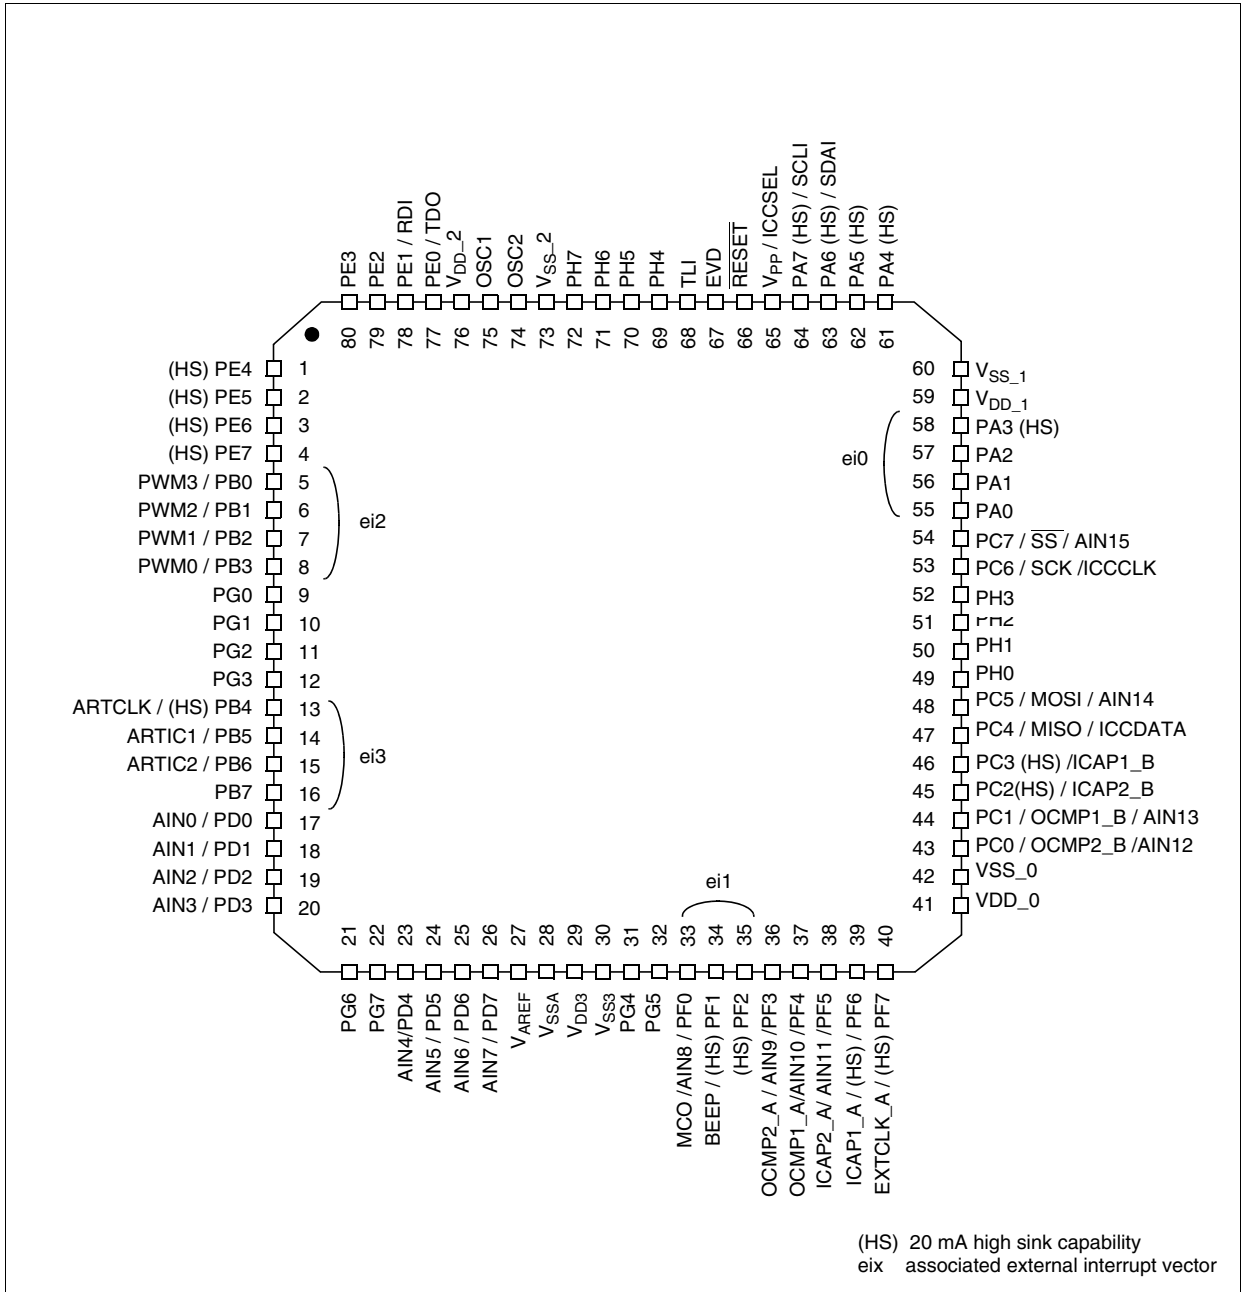 PE3
PE2
PE1 / RDI
PE0 / TDO
VDD_2
OSC1
OSC2
VSS_2
PH7
PH6
PH5
PH4
TLI
EVD
RESET
VPP / ICCSEL
PA7 (HS) / SCLI
PA6 (HS) / SDAI
PA5 (HS)
PA4 (HS)
80
79
78
77
76
75
74
73
72
71
70
69
68
67
66
65
64
63
62
61
(HS) PE4 1
(HS) PE5 2
(HS) PE6 3
(HS) PE7 4
PWM3 / PB0 5
PWM2 / PB1 6
PWM1 / PB2 7
PWM0 / PB3 8
ei2
PG0 9
PG1 10
PG2 11
PG3 12
ARTCLK / (HS) PB4 13
ARTIC1 / PB5 14
ARTIC2 / PB6 15
PB7 16
ei3
AIN0 / PD0 17
AIN1 / PD1 18
AIN2 / PD2 19
AIN3 / PD3 20
60 VSS_1
59 VDD_1
58 PA3 (HS)
57 PA2
56 PA1
55 PA0
ei0
54 PC7 / SS / AIN15
53 PC6 / SCK /ICCCLK
52 PH3
51 PH2
50 PH1
49 PH0
48 PC5 / MOSI / AIN14
47 PC4 / MISO / ICCDATA
46 PC3 (HS) /ICAP1_B
45 PC2(HS) / ICAP2_B
44 PC1 / OCMP1_B / AIN13
43 PC0 / OCMP2_B /AIN12
42 VSS_0
41 VDD_0
ei1
21
22
23
24
25
26
27
28
29
30
31
32
33
34
35
36
37
38
39
40
PG6
PG7
AIN4/PD4
AIN5 / PD5
AIN6 / PD6
AIN7 / PD7
VAREF
VSSA
VDD3
VSS3
PG4
PG5
MCO /AIN8 / PF0
BEEP / (HS) PF1
(HS) PF2
OCMP2_A / AIN9 /PF3
OCMP1_A/AIN10 /PF4
ICAP2_A/ AIN11 /PF5
ICAP1_A / (HS) / PF6
EXTCLK_A / (HS) PF7
(HS) 20 mA high sink capability
eix associated external interrupt vector